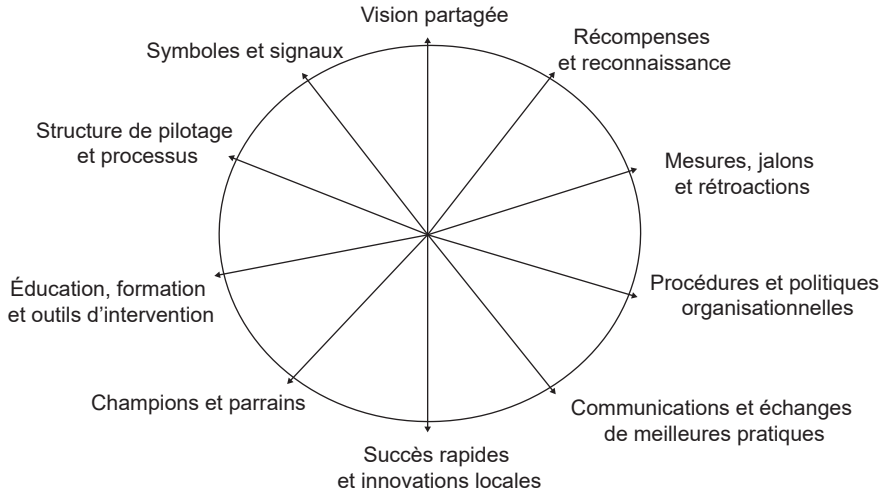 Vision partagée
Récompenses
et reconnaissance
Mesures, jalons
et rétroactions
Procédures et politiques
organisationnelles
Communications et échanges
de meilleures pratiques
Succès rapides
et innovations locales
Champions et parrains
Éducation, formation
et outils d’intervention
Structure de pilotage
et processus
Symboles et signaux